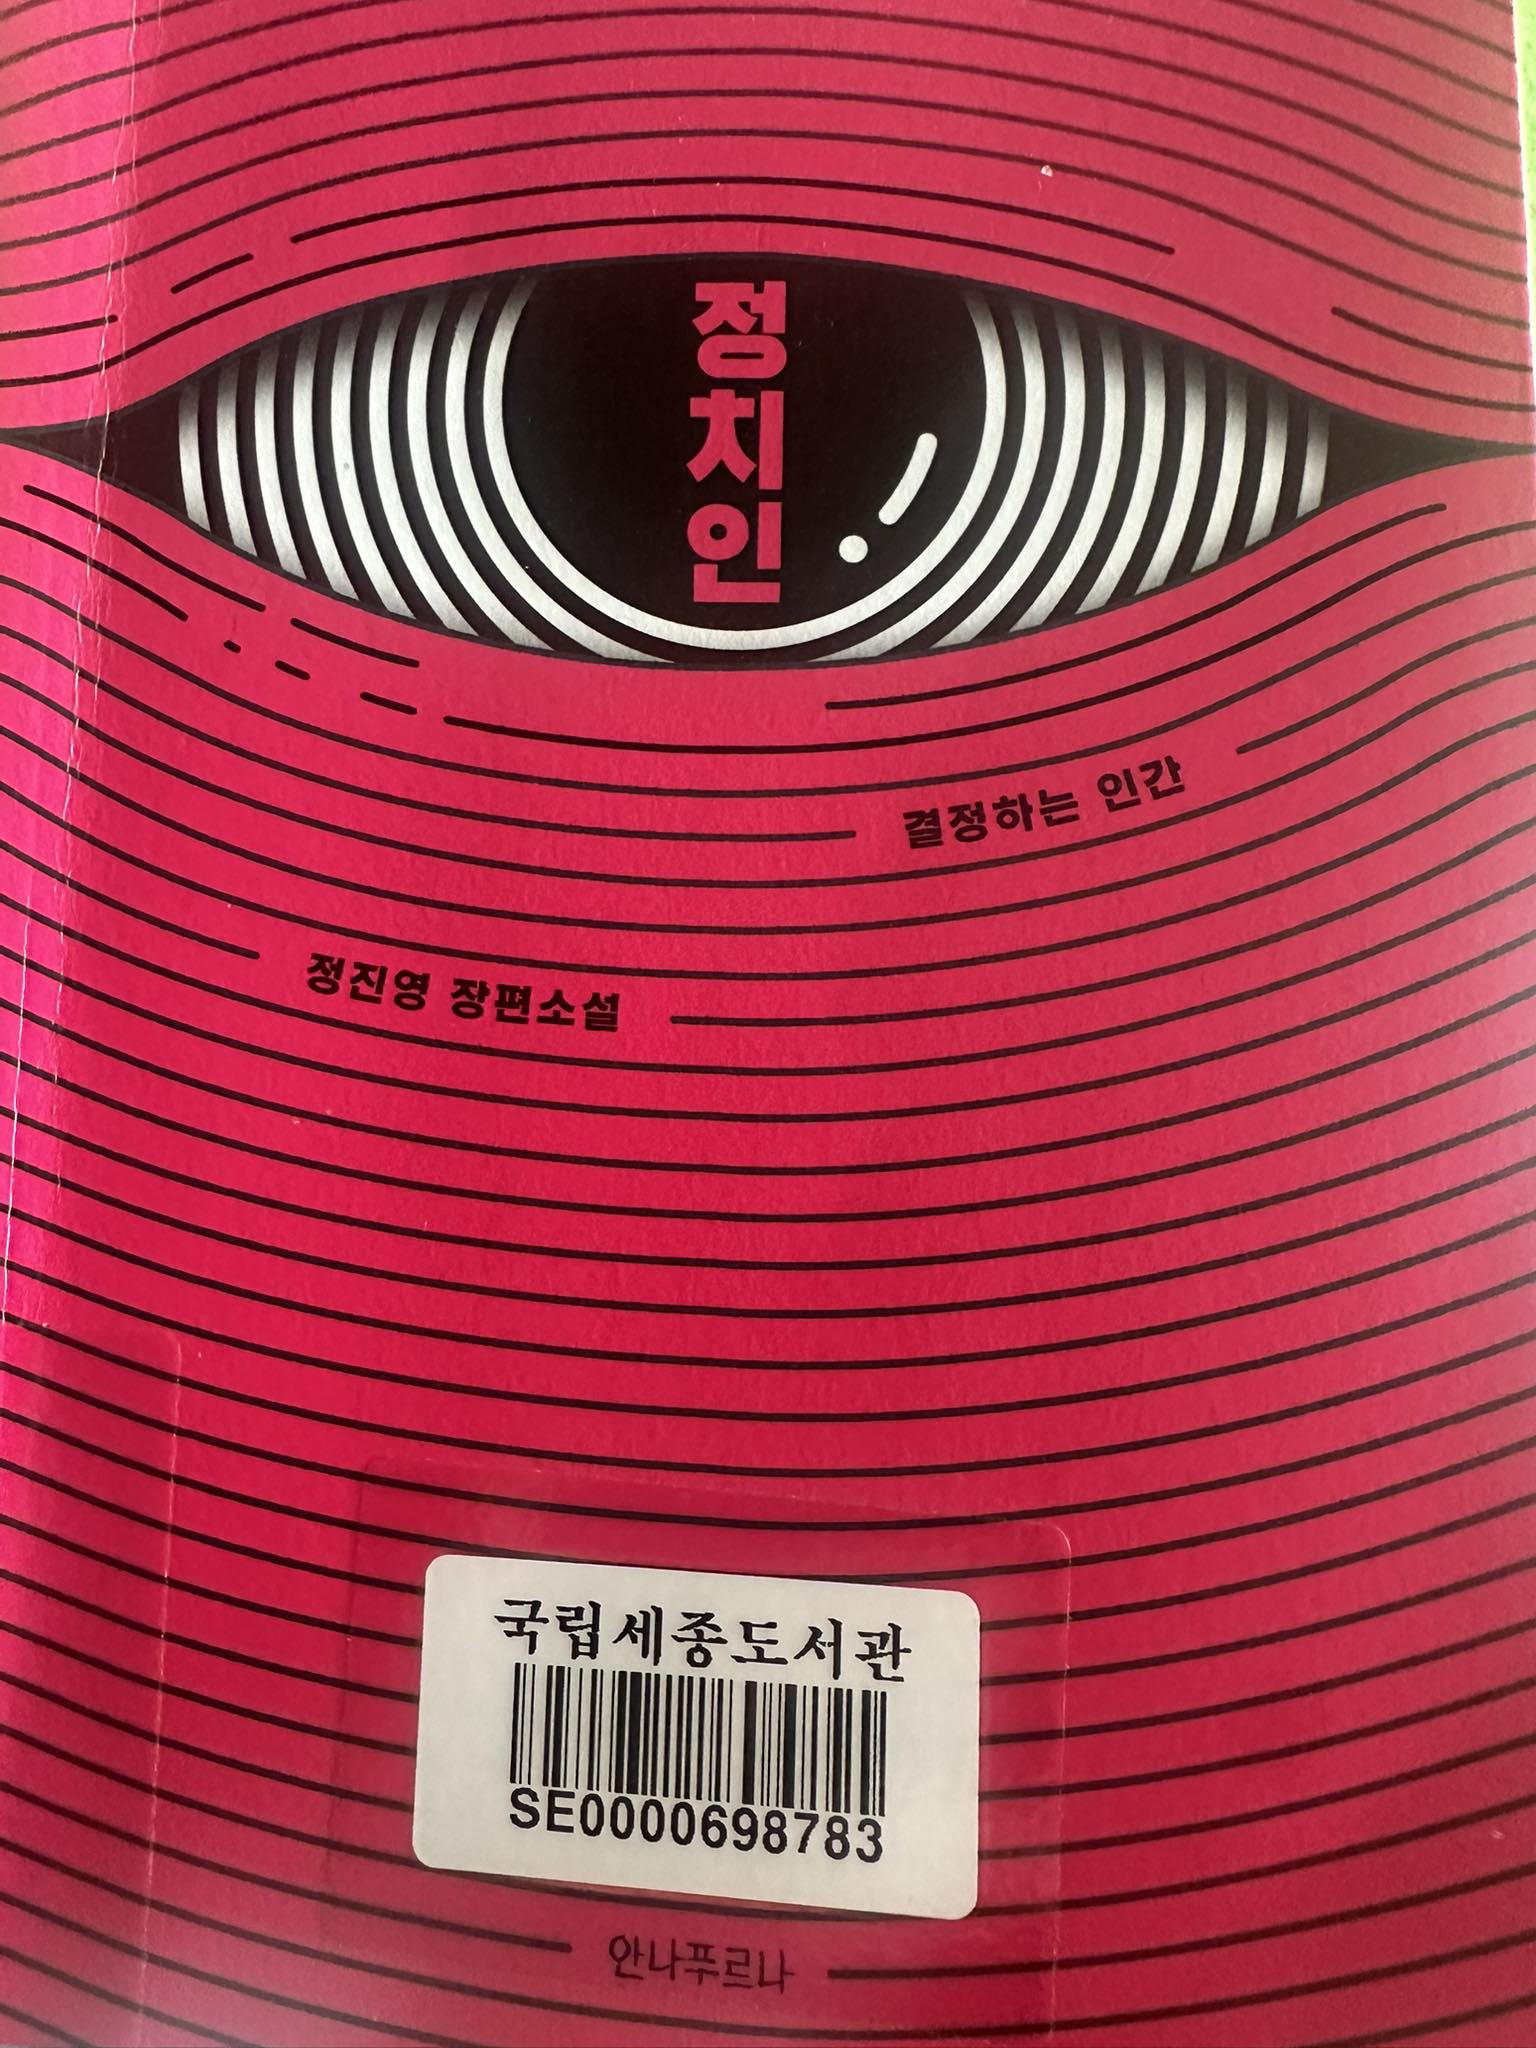 정치인
결정하는 인간
정진영 장편소설
국립세종도서관
SE0000698783
안나푸르나